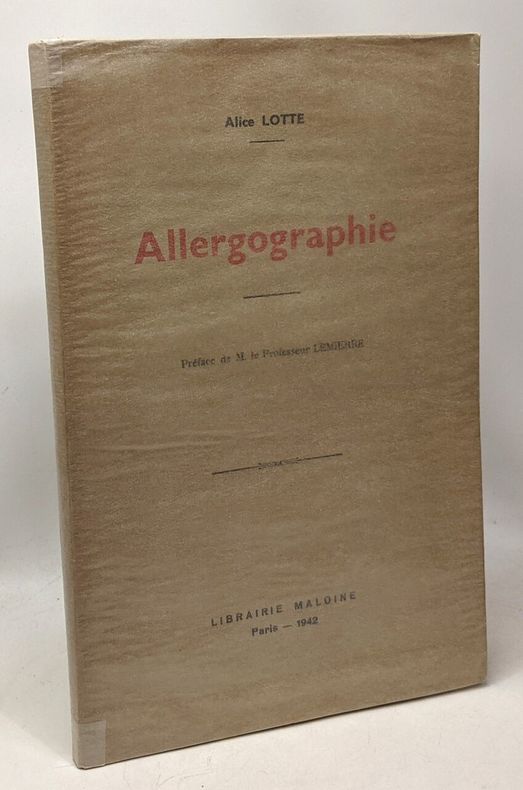 Alice LOTTE
Allergographie
Préface de M. le Professeur LEMIERRE
LIBRAIRIE MALOINE
Paris — 1942